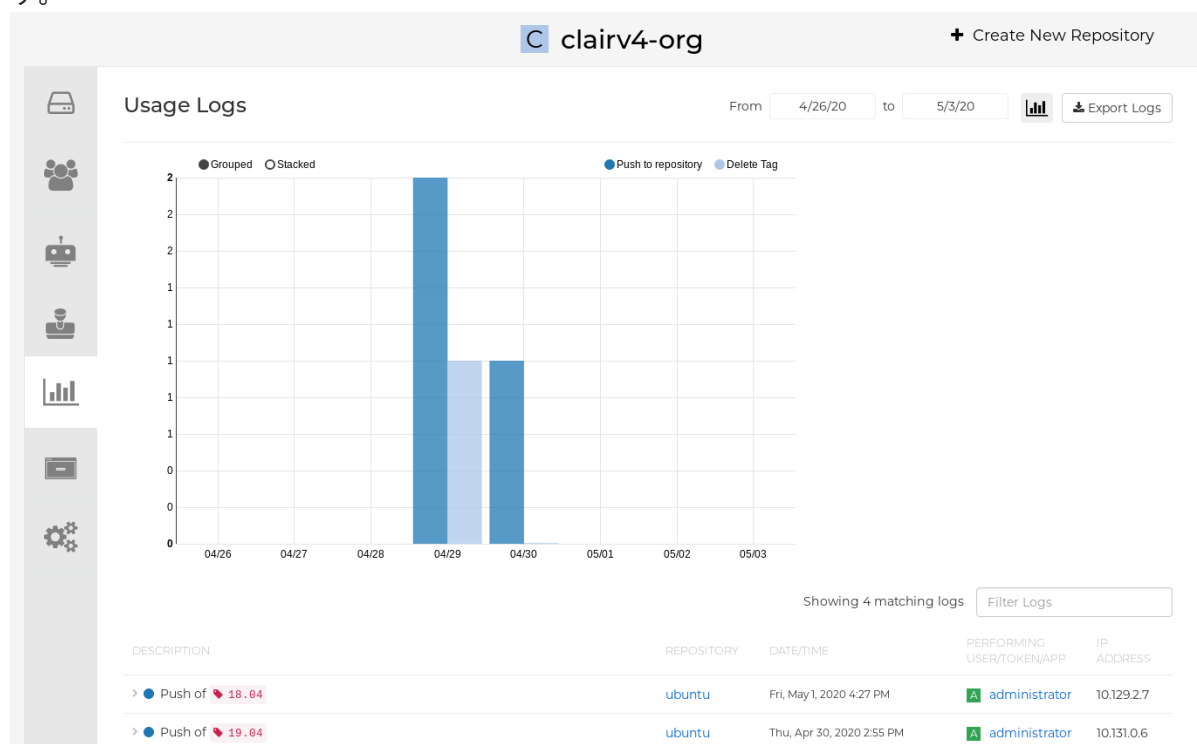 す。
C clairv4-org
Create New Repository
Usage Logs
From 4/26/20 to 5/3/20
Export Logs
Grouped Stacked
Push to repository Delete Tag
2
2
2
1
1
1
1
1
0
0
0
04/26 04/27 04/28 04/29 04/30 05/01 05/02 05/03
Showing 4 matching logs Filter Logs
DESCRIPTION REPOSITORY DATE/TIME PERFORMING USER/TOKEN/APP IP ADDRESS
Push of 18.04 ubuntu Fri, May 1, 2020 4:27 PM A administrator 10.129.2.7
Push of 19.04 ubuntu Thu, Apr 30, 2020 2:55 PM A administrator 10.131.0.6